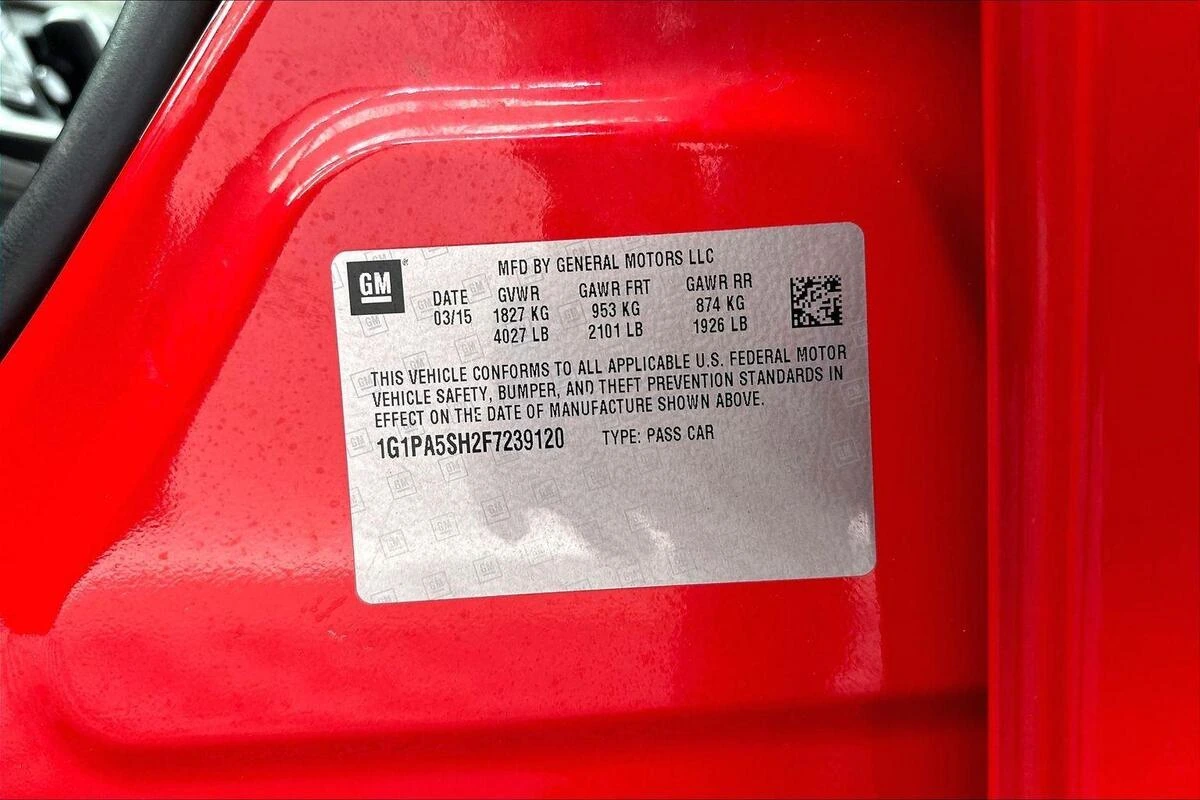 GM
MFD BY GENERAL MOTORS LLC
DATE GVWR GAWR FRT GAWR RR
03/15 1827 KG 953 KG 874 KG
4027 LB 2101 LB 1926 LB
THIS VEHICLE CONFORMS TO ALL APPLICABLE U.S. FEDERAL MOTOR
VEHICLE SAFETY, BUMPER, AND THEFT PREVENTION STANDARDS IN
EFFECT ON THE DATE OF MANUFACTURE SHOWN ABOVE.
1G1PA5SH2F7239120 TYPE: PASS CAR